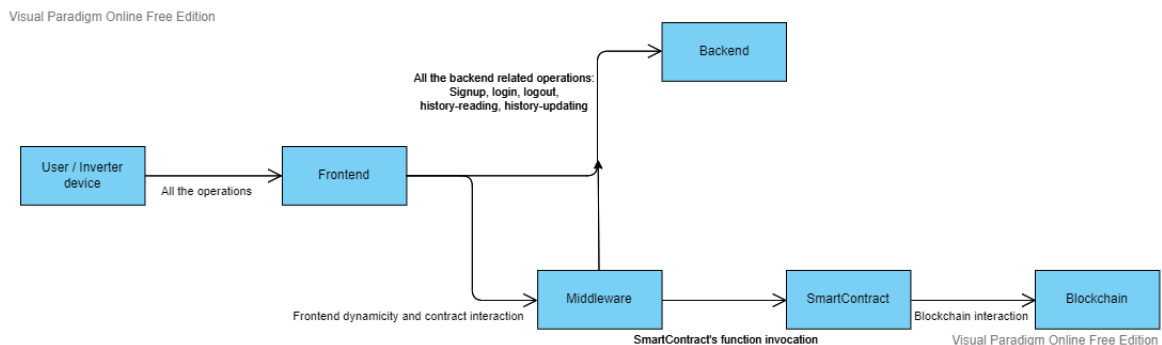 Visual Paradigm Online Free Edition
Backend
All the backend related operations:
Signup, login, logout,
history-reading, history-updating
User / Inverter
device
All the operations
Frontend
Middleware
SmartContract
Blockchain
Frontend dynamicity and contract interaction
SmartContract's function invocation
Blockchain interaction
Visual Paradigm Online Free Edition